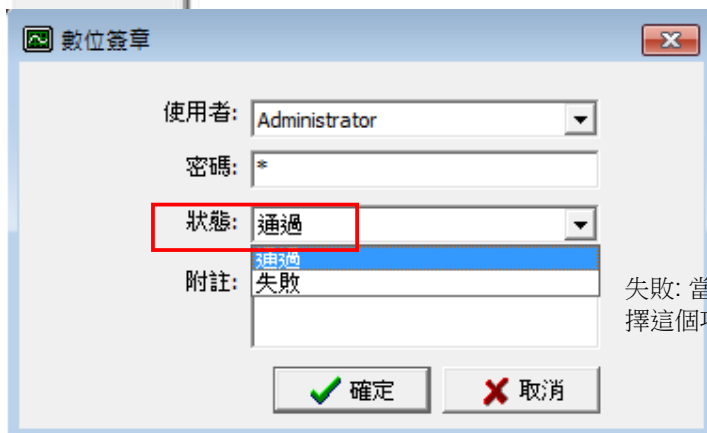 數位簽章
使用者: Administrator
密碼: *
狀態: 通過
通過
附註: 失敗
失敗: 當
擇這個
確定 取消